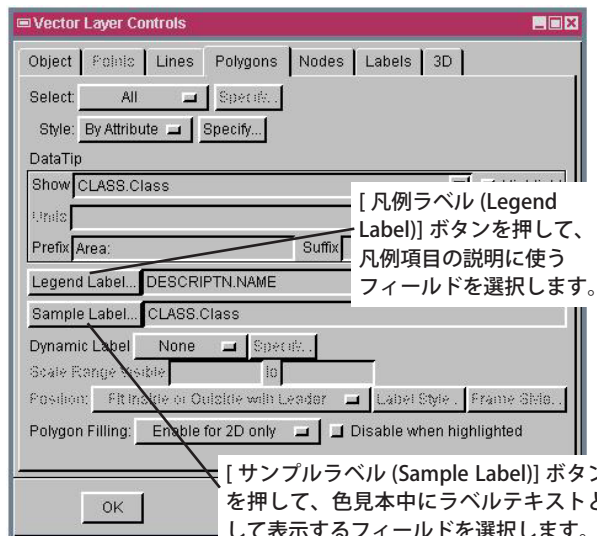 Vector Layer Controls
Object Points Lines Polygons Nodes Labels 3D
Select: All Specify...
Style: By Attribute Specify...
DataTip
Show CLASS.Class
Units
Prefix Area: Suffix
[ 凡例ラベル (Legend
Label)] ボタンを押して、
凡例項目の説明に使う
フィールドを選択します。
Legend Label... DESCRIPTN.NAME
Sample Label... CLASS.Class
Dynamic Label None Specify...
Scale Range Visible to
Position: Fit Inside or Outside with Leader Label Style... Frame Style...
Polygon Filling: Enable for 2D only Disable when highlighted
[ サンプルラベル (Sample Label)] ボタン
を押して、色見本中にラベルテキストと
して表示するフィールドを選択します。
OK